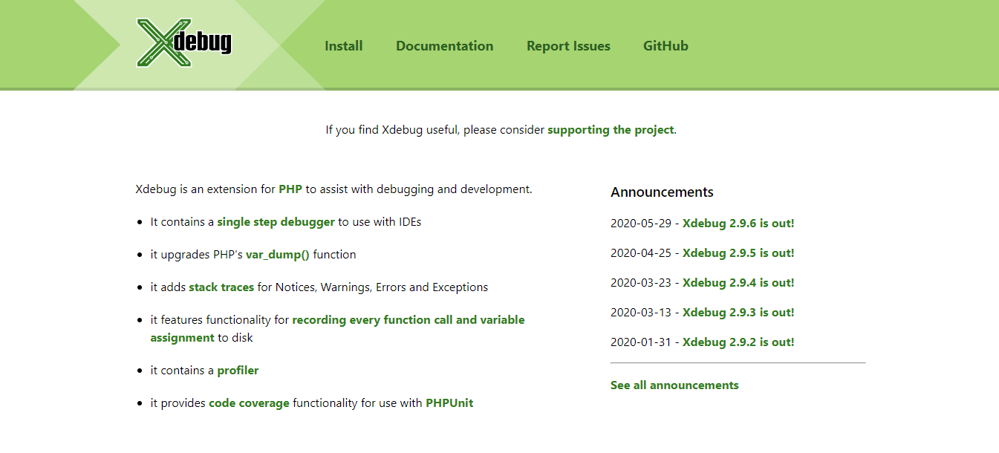 Xdebug
Install
Documentation
Report Issues
GitHub
If you find Xdebug useful, please consider supporting the project.
Xdebug is an extension for PHP to assist with debugging and development.
It contains a single step debugger to use with IDEs
it upgrades PHP's var_dump() function
it adds stack traces for Notices, Warnings, Errors and Exceptions
it features functionality for recording every function call and variable
assignment to disk
it contains a profiler
it provides code coverage functionality for use with PHPUnit
Announcements
2020-05-29 - Xdebug 2.9.6 is out!
2020-04-25 - Xdebug 2.9.5 is out!
2020-03-23 - Xdebug 2.9.4 is out!
2020-03-13 - Xdebug 2.9.3 is out!
2020-01-31 - Xdebug 2.9.2 is out!
See all announcements